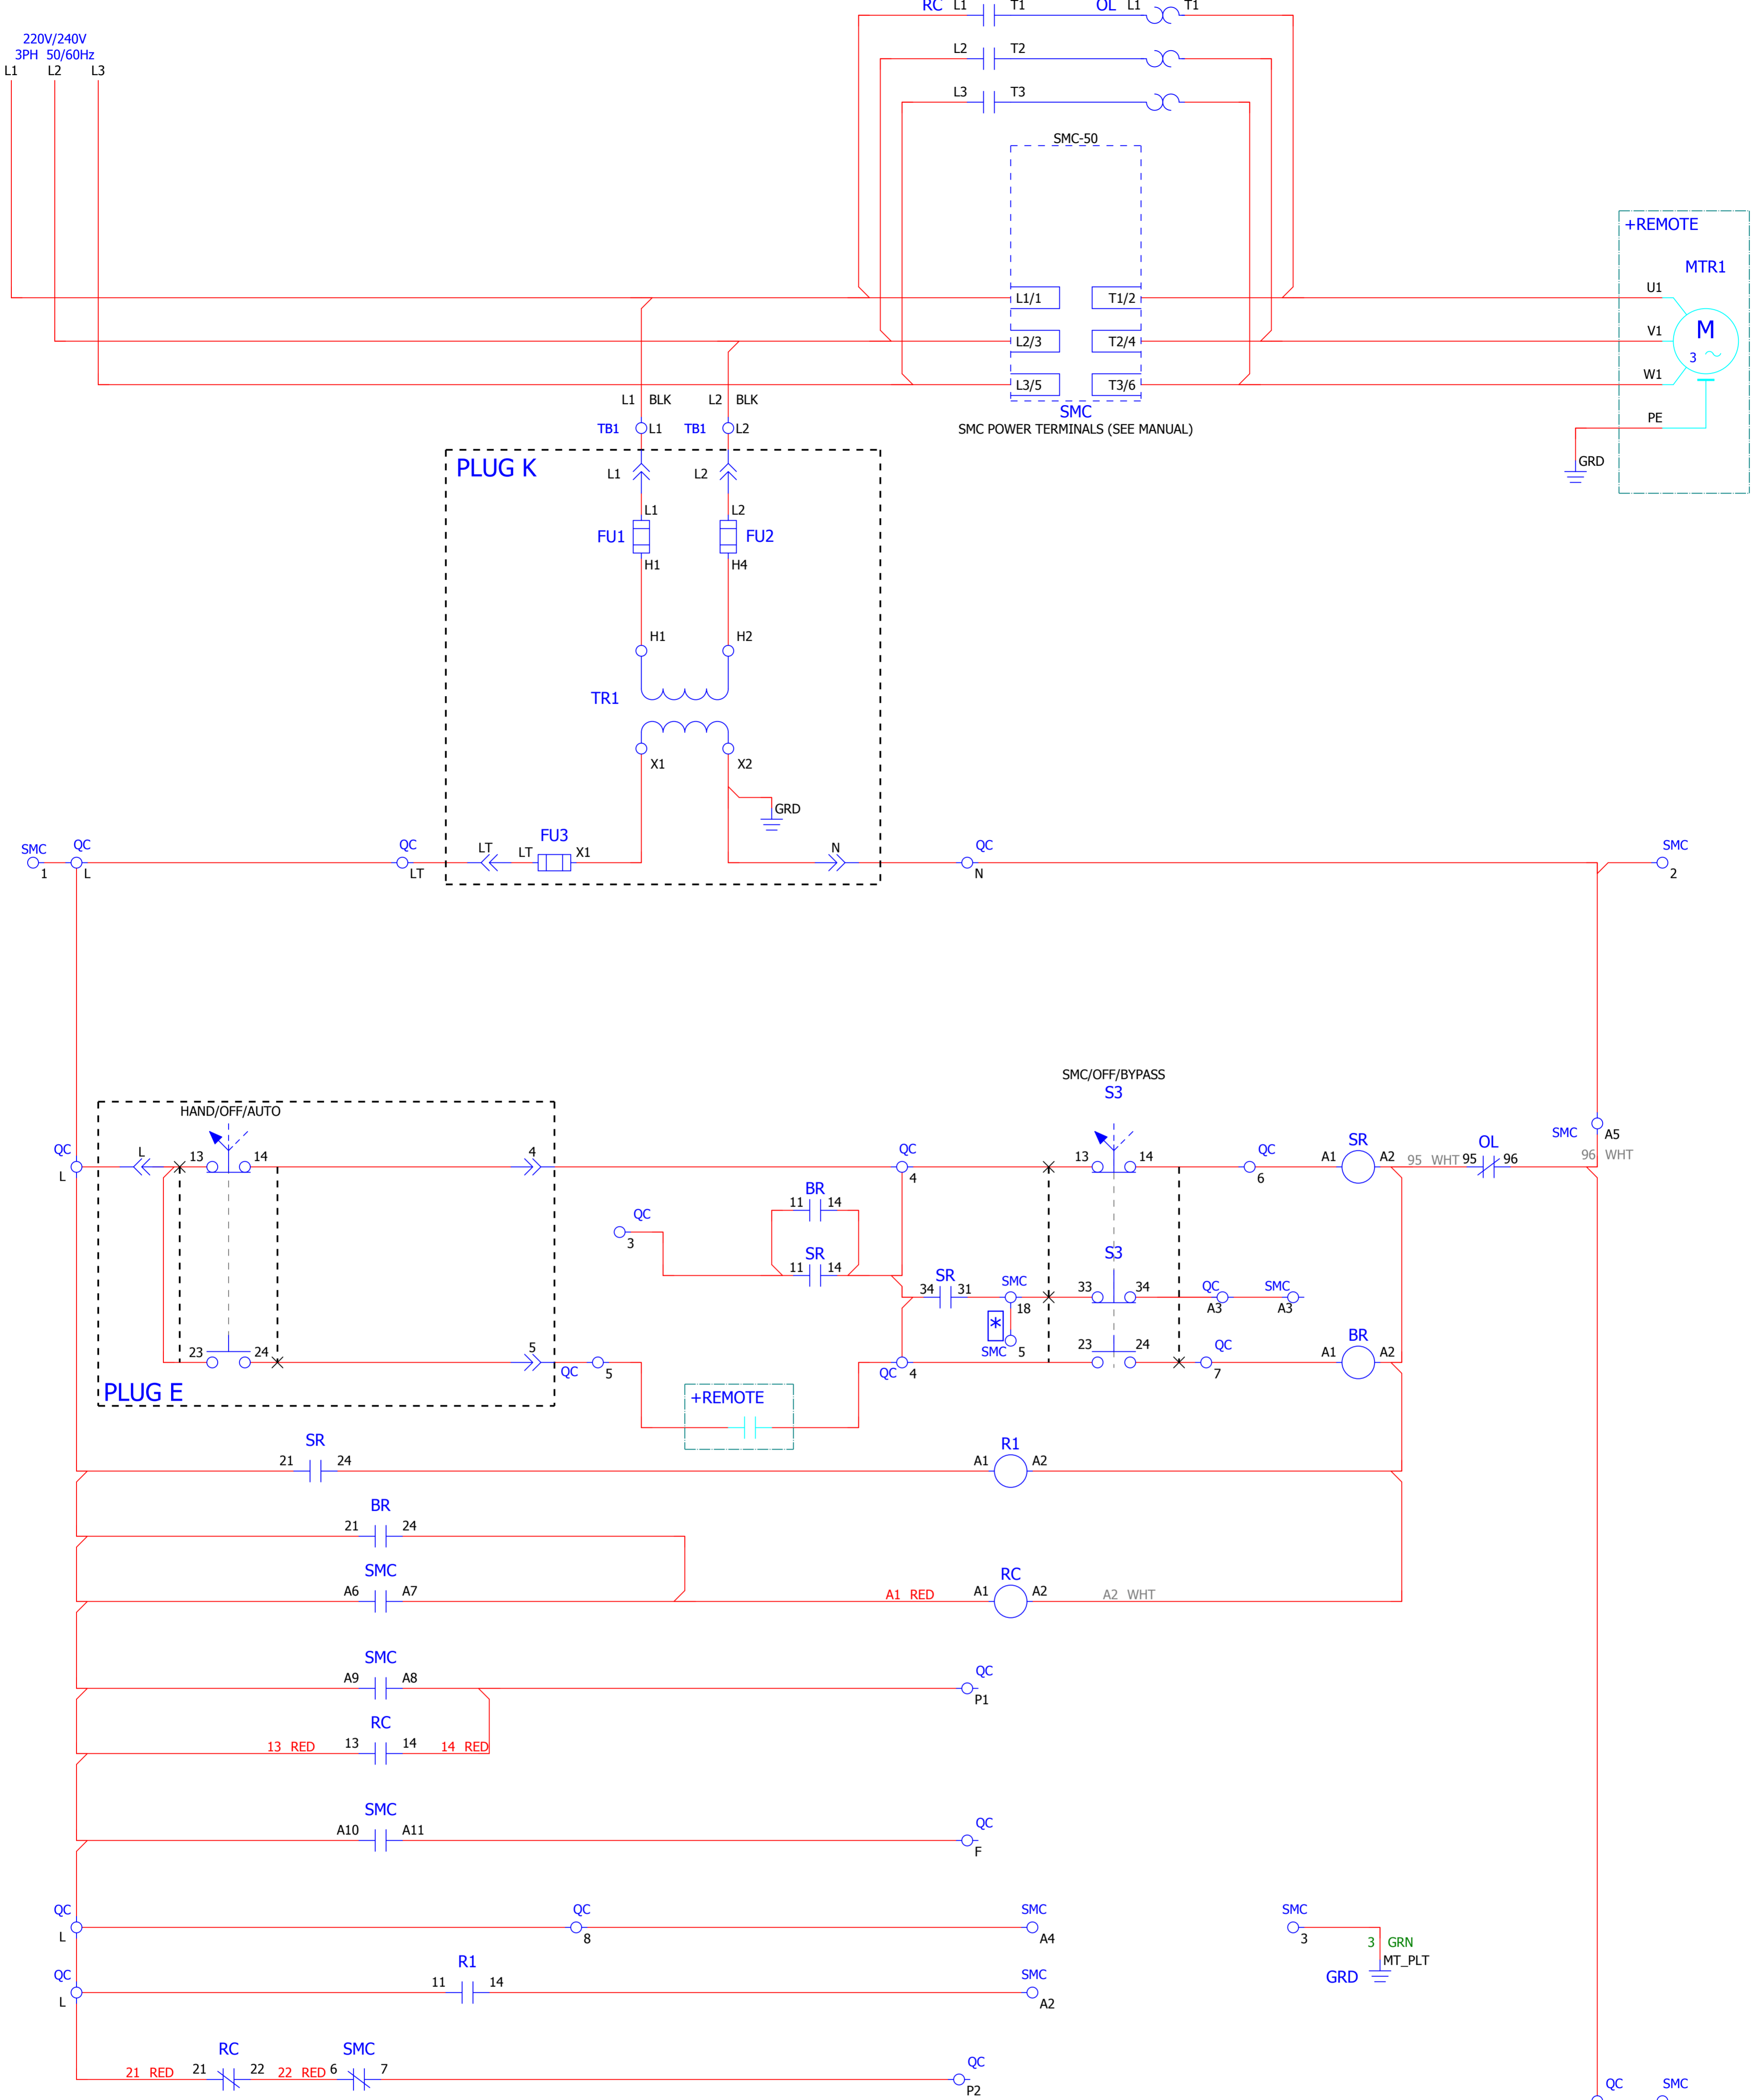 RC L1 T1 OL L1 T1
220V/240V
3PH 50/60Hz
L1 L2 L3
L2 T2
L3 T3
SMC-50
+REMOTE
MTR1
U1
L1/1 T1/2
V1 M
L2/3 T2/4
3
W1
L3/5 T3/6
L1 BLK L2 BLK
SMC
SMC POWER TERMINALS (SEE MANUAL)
PE
TB1 L1 TB1 L2
GRD
PLUG K
L1 L2
L1 L2
FU1 FU2
H1 H4
H1 H2
TR1
X1 X2
GRD
FU3
SMC QC QC LT LT X1 N QC SMC
1 L LT N 2
SMC/OFF/BYPASS
S3
HAND/OFF/AUTO
SMC A5
QC L 13 14 4 QC 13 14 QC SR OL
A1 A2 95 WHT 95 96 96 WHT
L 4 6
BR
11 14
QC
3
SR S3
11 14
SR SMC
34 31 33 34 QC SMC
18 A3 A3
*
23 24 5 SMC 5 23 24 QC BR
A1 A2
QC 5 QC 4 7
PLUG E
+REMOTE
SR R1
21 24 A1 A2
BR
21 24
SMC RC
A6 A7 A1 RED A1 A2 A2 WHT
SMC QC
A9 A8
P1
RC
13 RED 13 14 14 RED
SMC
A10 A11 QC
F
QC QC SMC SMC
L 8 A4 3
3 GRN
MT_PLT
QC R1 SMC GRD
11 14
L A2
RC SMC
21 RED 21 22 22 RED 6 7 QC
P2
QC SMC